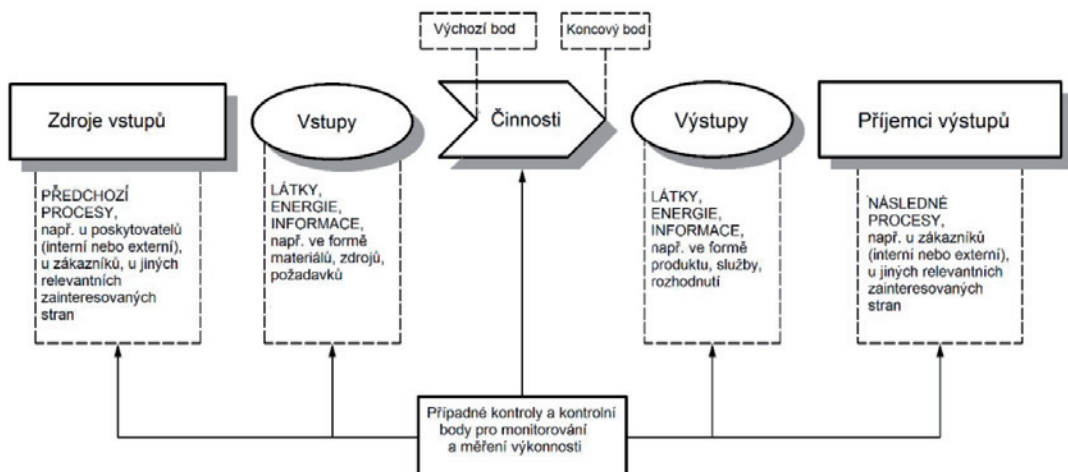 Výchozí bod
Koncový bod
Zdroje vstupů
Vstupy
Činnosti
Výstupy
Příjemci výstupů
PŘEDCHOZÍ
PROCESY,
např. u poskytovatelů
(interní nebo externí),
u zákazníků, u jiných
relevantních
zainteresovaných
stran
LÁTKY,
ENERGIE,
INFORMACE,
např. ve formě
materiálů, zdrojů,
požadavků
LÁTKY,
ENERGIE,
INFORMACE,
např. ve formě
produktu, služby,
rozhodnutí
NÁSLEDNÉ
PROCESY,
např. u zákazníků
(interní nebo externí),
u jiných relevantních
zainteresovaných
stran
Případné kontroly a kontrolní
body pro monitorování
a měření výkonnosti